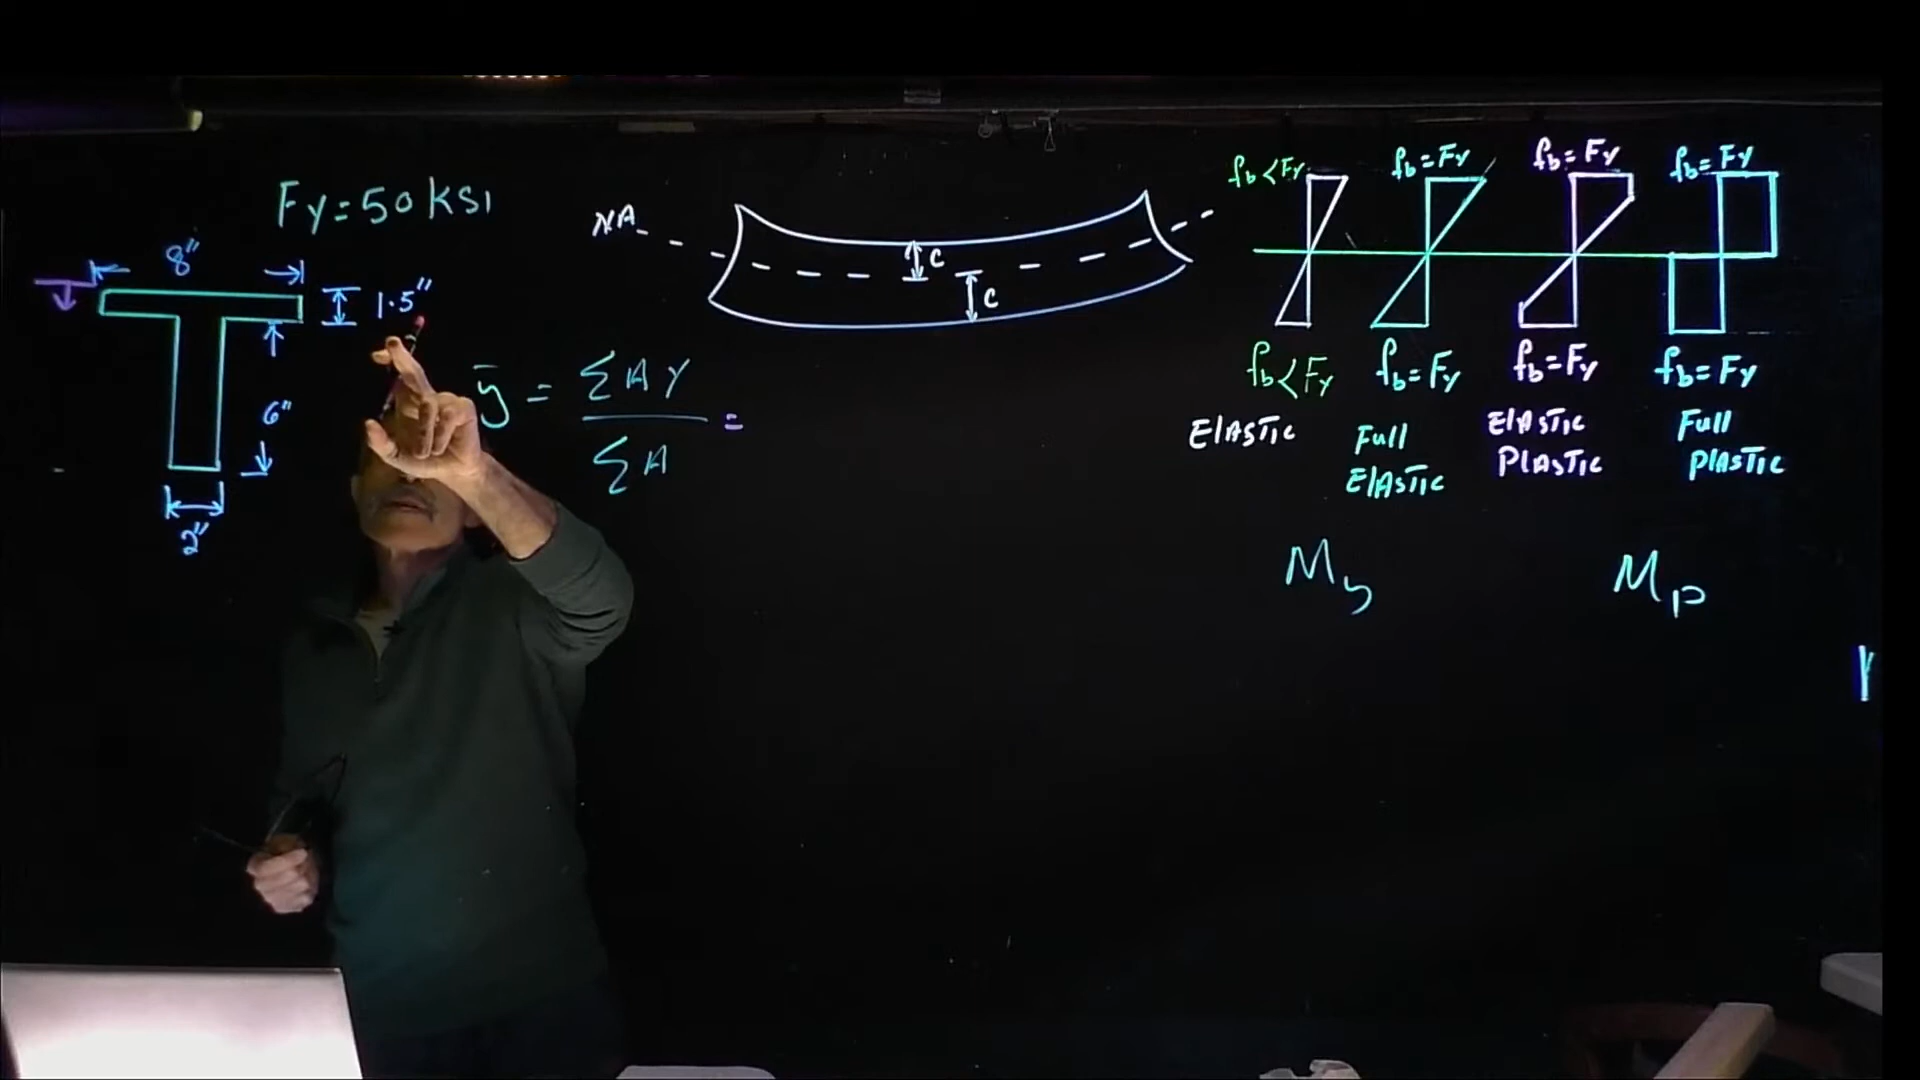 Fy = 50 KSI
8"
1.5"
6"
2"
ȳ = ΣAy / ΣA =
NA
c
c
fb < Fy
fb = Fy
fb = Fy
fb = Fy
fb < Fy
fb = Fy
fb = Fy
fb = Fy
ElASTIC
Full
ElASTIC
ElASTIC
PlASTIC
Full
PlASTIC
My
Mp